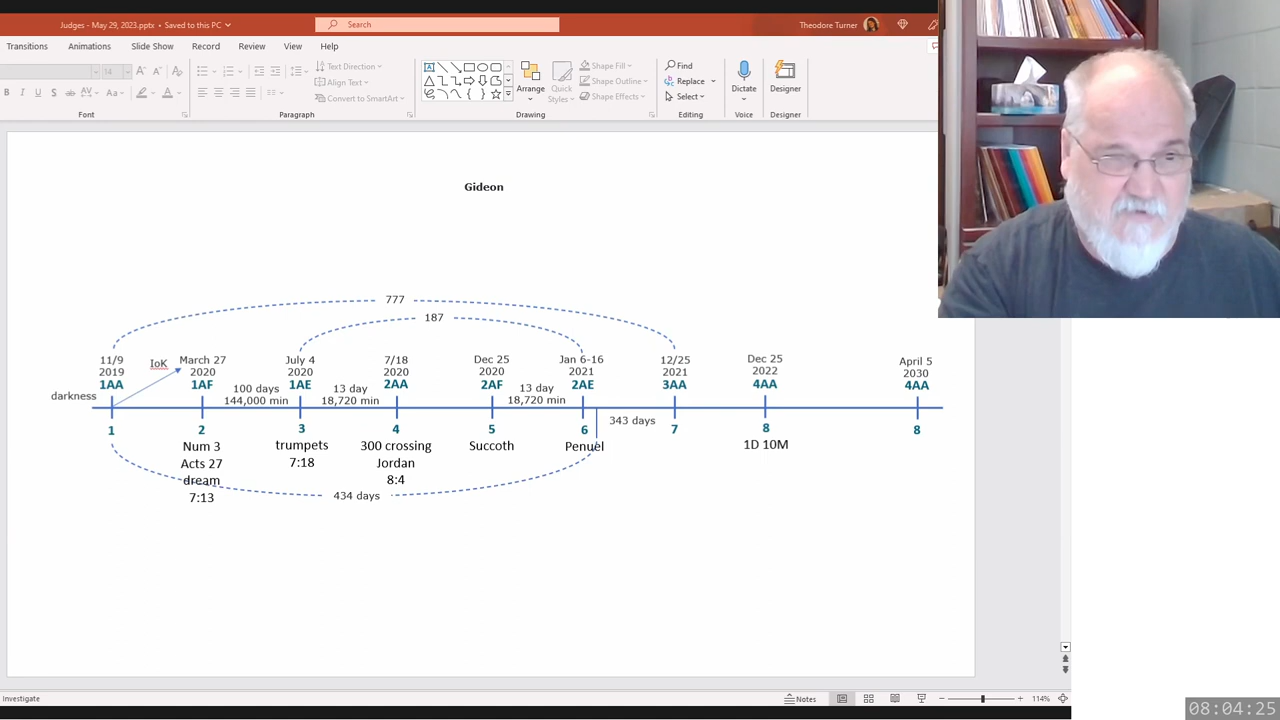 Judges - May 29, 2023.pptx • Saved to this PC
Search
Theodore Turner
Transitions Animations Slide Show Record Review View Help
14
Text Direction
Align Text
Convert to SmartArt
Arrange
Quick Styles
Shape Fill
Shape Outline
Shape Effects
Find
Replace
Select
Dictate
Designer
Font Paragraph Drawing Editing Voice Designer
Gideon
777
187
11/9 2019 1AA
IoK
March 27 2020 1AF
July 4 2020 1AE
7/18 2020 2AA
Dec 25 2020 2AF
Jan 6-16 2021 2AE
12/25 2021 3AA
Dec 25 2022 4AA
April 5 2030 4AA
darkness
100 days
144,000 min
13 day
18,720 min
13 day
18,720 min
343 days
1 2 3 4 5 6 7 8 8
Num 3
Acts 27
dream
7:13
trumpets
7:18
300 crossing
Jordan
8:4
Succoth
Penuel
1D 10M
434 days
Investigate
Notes
114%
08:04:25